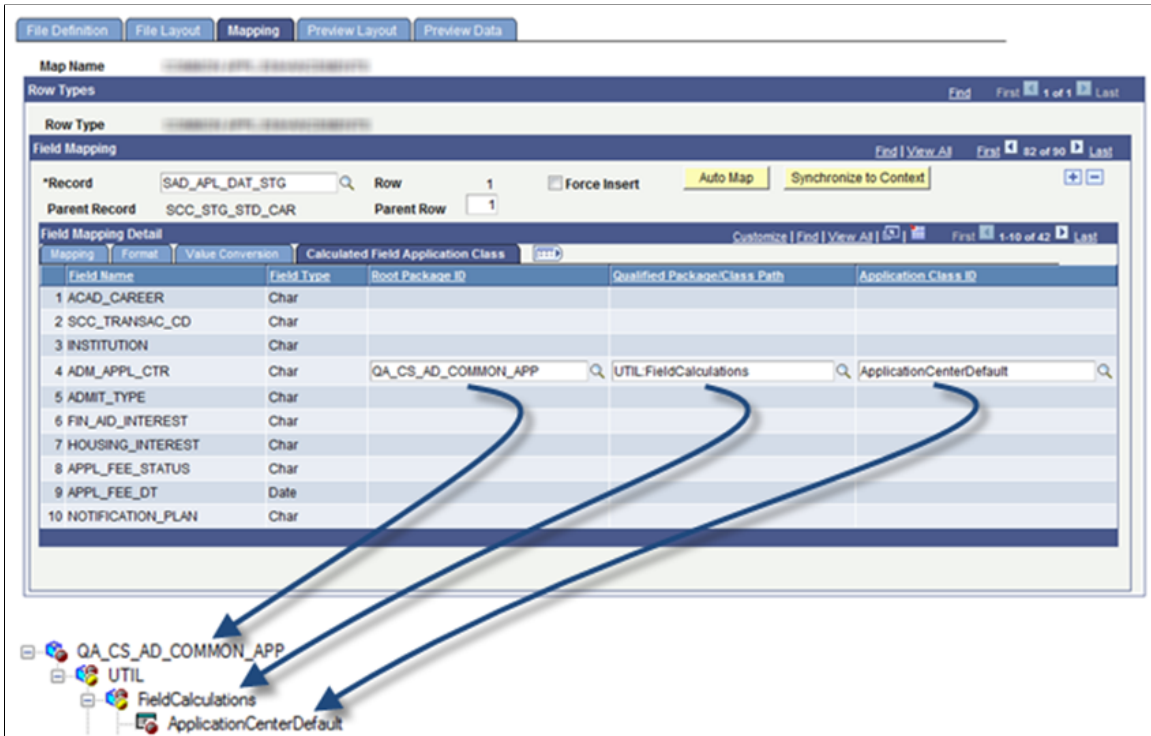 File Definition File Layout Mapping Preview Layout Preview Data
Map Name
Row Types Find First 1 of 1 Last
Row Type
Field Mapping Find | View All First 82 of 90 Last
*Record SAD_APL_DAT_STG Row 1 Force Insert Auto Map Synchronize to Context
Parent Record SCC_STG_STD_CAR Parent Row 1
Field Mapping Detail Customize | Find | View All | First 1-10 of 42 Last
Mapping Format Value Conversion Calculated Field Application Class
Field Name Field Type Root Package ID Qualified Package/Class Path Application Class ID
1 ACAD_CAREER Char
2 SCC_TRANSAC_CD Char
3 INSTITUTION Char
4 ADM_APPL_CTR Char QA_CS_AD_COMMON_APP UTIL:FieldCalculations ApplicationCenterDefault
5 ADMIT_TYPE Char
6 FIN_AID_INTEREST Char
7 HOUSING_INTEREST Char
8 APPL_FEE_STATUS Char
9 APPL_FEE_DT Date
10 NOTIFICATION_PLAN Char
QA_CS_AD_COMMON_APP
UTIL
FieldCalculations
ApplicationCenterDefault